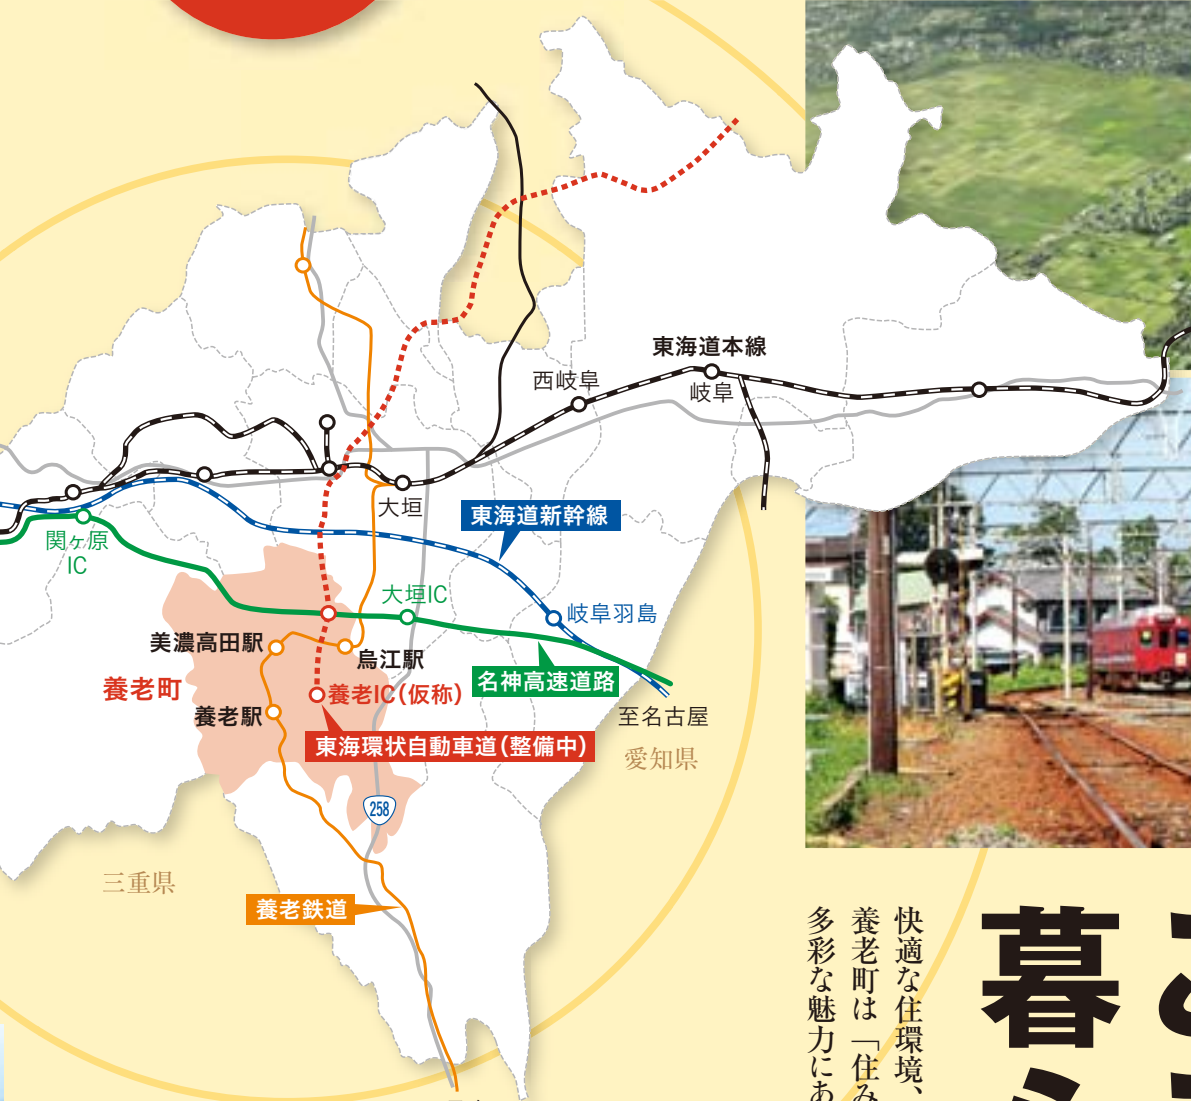 東海道本線
西岐阜
岐阜
大垣
東海道新幹線
関ヶ原
IC
大垣IC
岐阜羽島
美濃高田駅
烏江駅
名神高速道路
養老町
養老IC（仮称）
養老駅
至名古屋
東海環状自動車道（整備中）
愛知県
258
三重県
養老鉄道
快適な住環境、
養老町は「住み
多彩な魅力にあ
暮